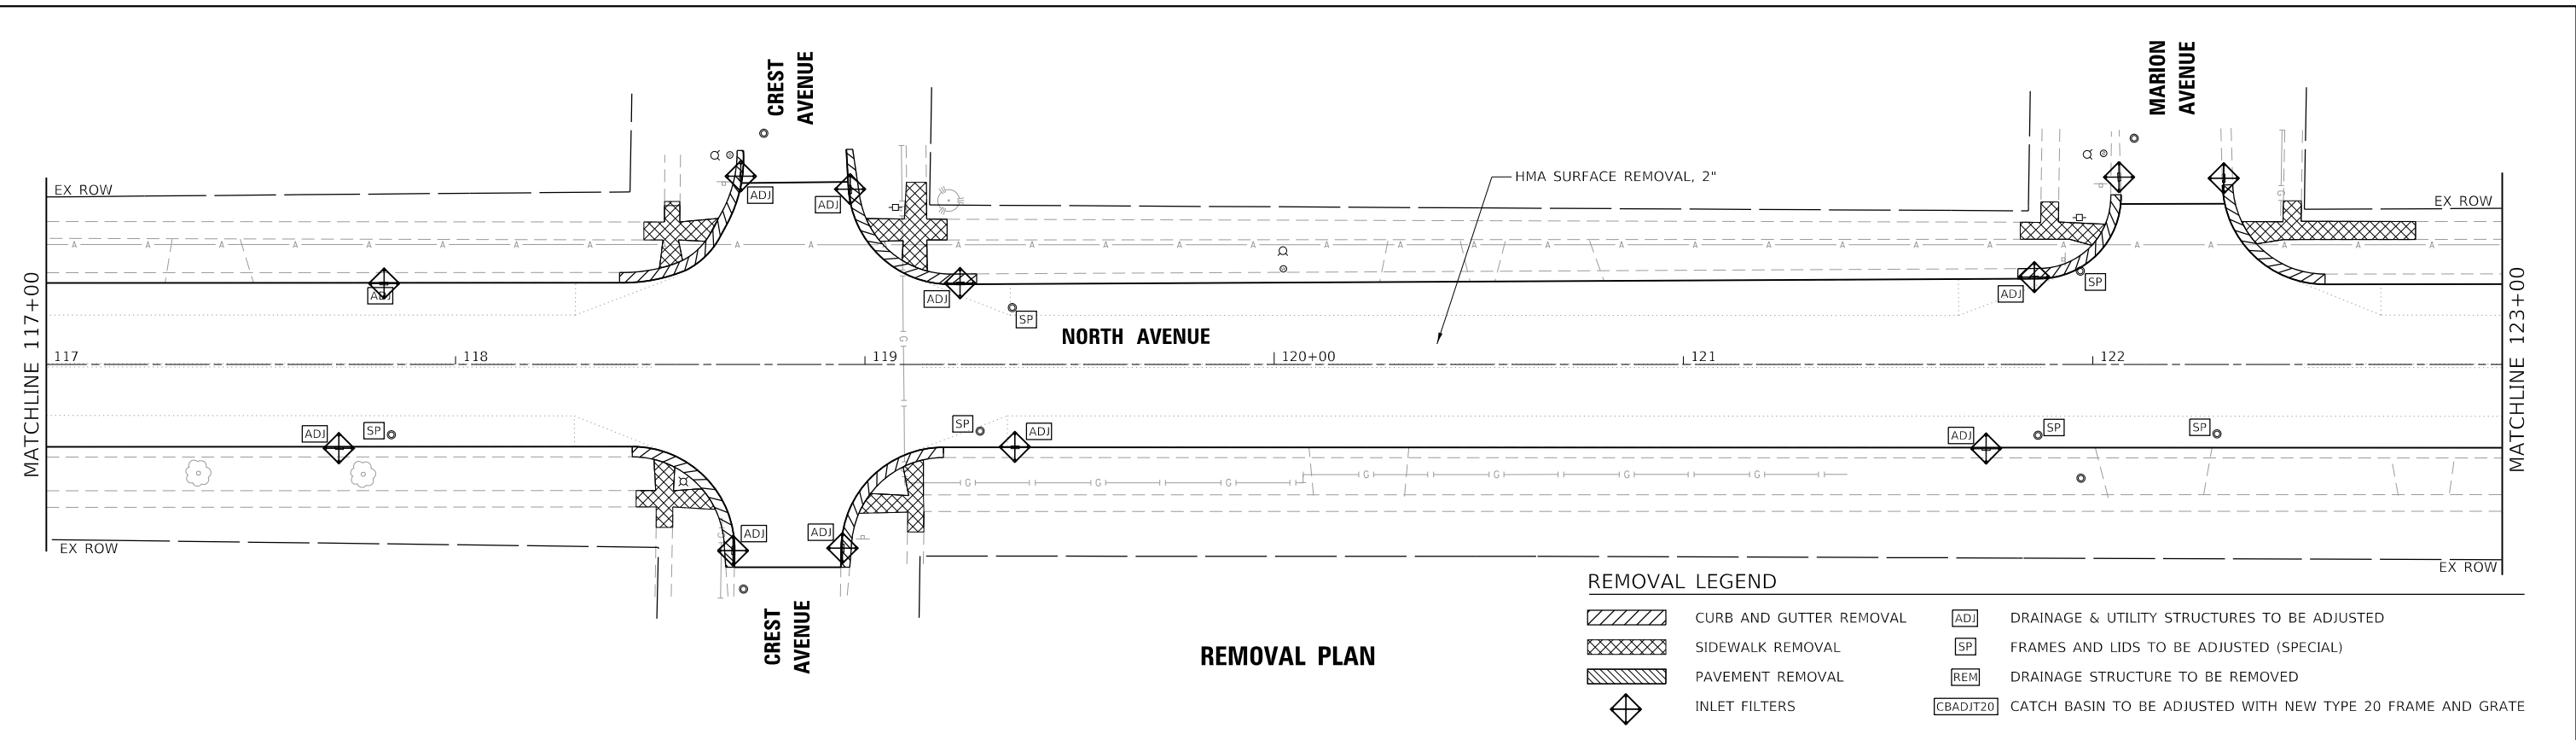 CREST
AVENUE
MARION
AVENUE
EX ROW
ADJ
ADJ
HMA SURFACE REMOVAL, 2"
EX ROW
A A A A A A A A A A A A A A A A A A A A A A A A A A A A A A A A A
G
ADJ
ADJ
SP
ADJ
SP
G
NORTH AVENUE
MATCHLINE 117+00
117
118
119
120+00
121
122
MATCHLINE 123+00
ADJ
SP
SP
ADJ
ADJ
SP
SP
G G G G G G G
ADJ
ADJ
G
EX ROW
EX ROW
CREST
AVENUE
REMOVAL PLAN
REMOVAL LEGEND
CURB AND GUTTER REMOVAL
SIDEWALK REMOVAL
PAVEMENT REMOVAL
INLET FILTERS
ADJ DRAINAGE & UTILITY STRUCTURES TO BE ADJUSTED
SP FRAMES AND LIDS TO BE ADJUSTED (SPECIAL)
REM DRAINAGE STRUCTURE TO BE REMOVED
CBADJT20 CATCH BASIN TO BE ADJUSTED WITH NEW TYPE 20 FRAME AND GRATE